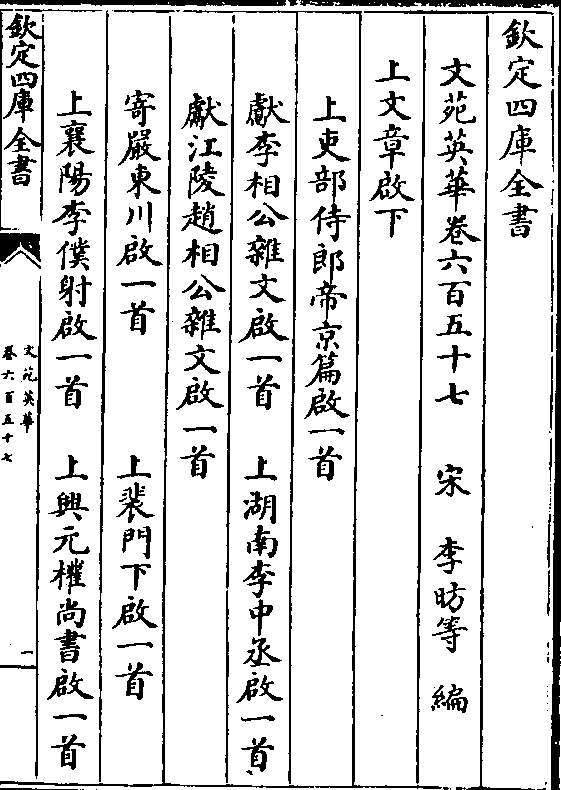 欽定四庫全書
文苑英華卷六百五十七　宋　李昉等　編
上文章啟下
上吏部侍郎帝京篇啟一首
獻李相公雜文啟一首　上湖南李中丞啟一首
獻江陵趙相公雜文啟一首
寄嚴東川啟一首　上裴門下啟一首
上襄陽李僕射啟一首　上興元權尚書啟一首
欽定四庫全書
文苑英華
卷六百五十七
一